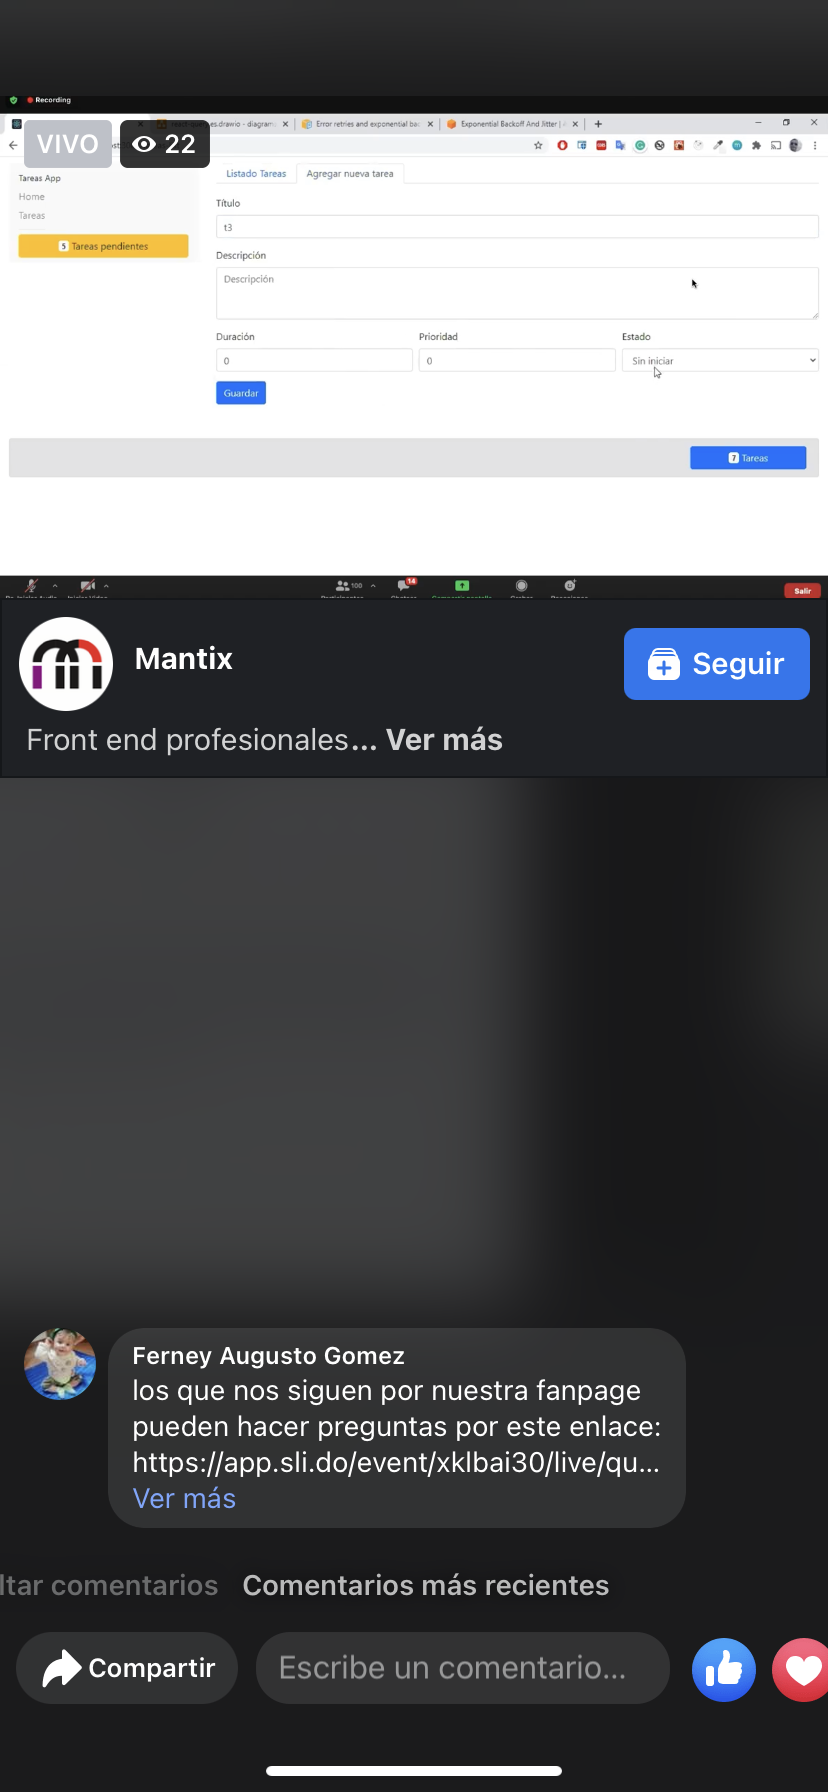 Recording
es.drawio - diagram
Error retries and exponential ba
Exponential Backoff And Jitter |
VIVO
22
Tareas App
Home
Tareas
5 Tareas pendientes
Listado Tareas
Agregar nueva tarea
Título
t3
Descripción
Descripción
Duración
Prioridad
Estado
0
0
Sin iniciar
Guardar
7 Tareas
100
14
Salir
Mantix
Seguir
Front end profesionales... Ver más
Ferney Augusto Gomez
los que nos siguen por nuestra fanpage
pueden hacer preguntas por este enlace:
https://app.sli.do/event/xklbai30/live/qu...
Ver más
ltar comentarios
Comentarios más recientes
Compartir
Escribe un comentario...